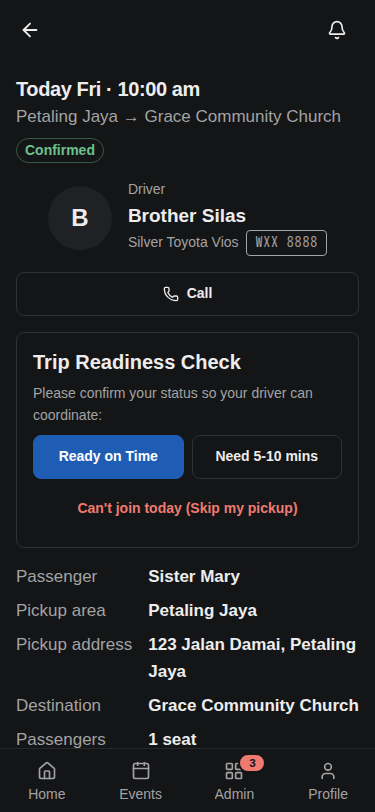 Today Fri · 10:00 am
Petaling Jaya → Grace Community Church
Confirmed
B
Driver
Brother Silas
Silver Toyota Vios WXX 8888
Call
Trip Readiness Check
Please confirm your status so your driver can
coordinate:
Ready on Time
Need 5-10 mins
Can't join today (Skip my pickup)
Passenger Sister Mary
Pickup area Petaling Jaya
Pickup address 123 Jalan Damai, Petaling
Jaya
Destination Grace Community Church
Passengers 1 seat
3
Home Events Admin Profile